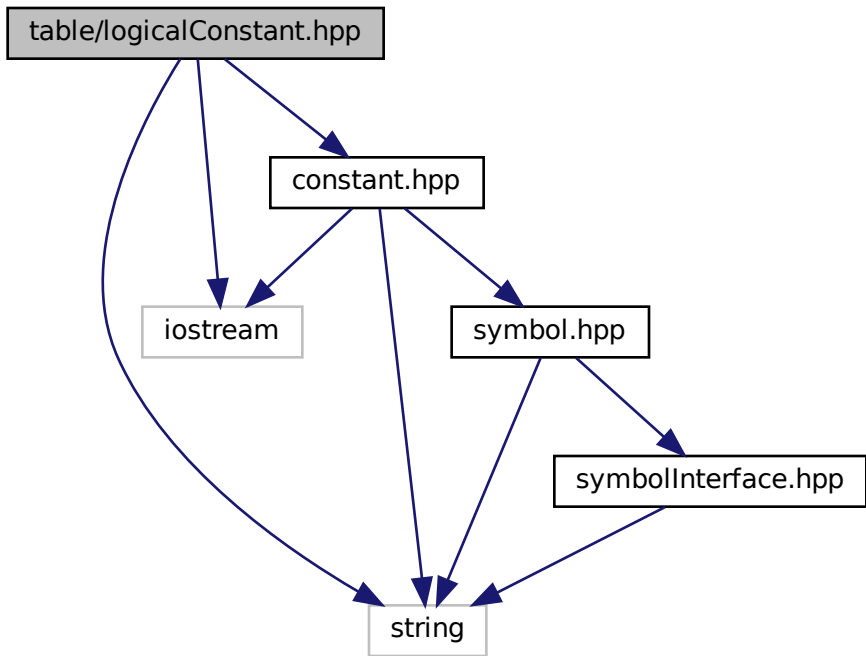 table/logicalConstant.hpp
constant.hpp
iostream
symbol.hpp
symbolInterface.hpp
string